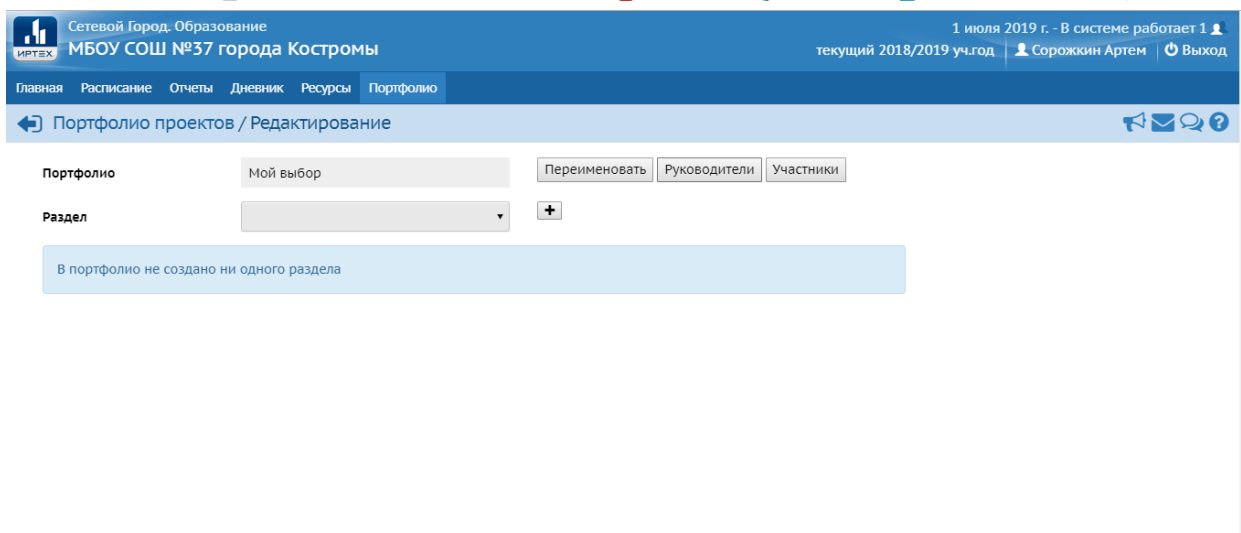 Сетевой Город. Образование
1 июля 2019 г. - В системе работает 1
ИРТЕХ
МБОУ СОШ №37 города Костромы
текущий 2018/2019 уч.год Сорожкин Артем Выход
Главная Расписание Отчеты Дневник Ресурсы Портфолио
Портфолио проектов / Редактирование
Портфолио Мой выбор Переименовать Руководители Участники
Раздел
В портфолио не создано ни одного раздела